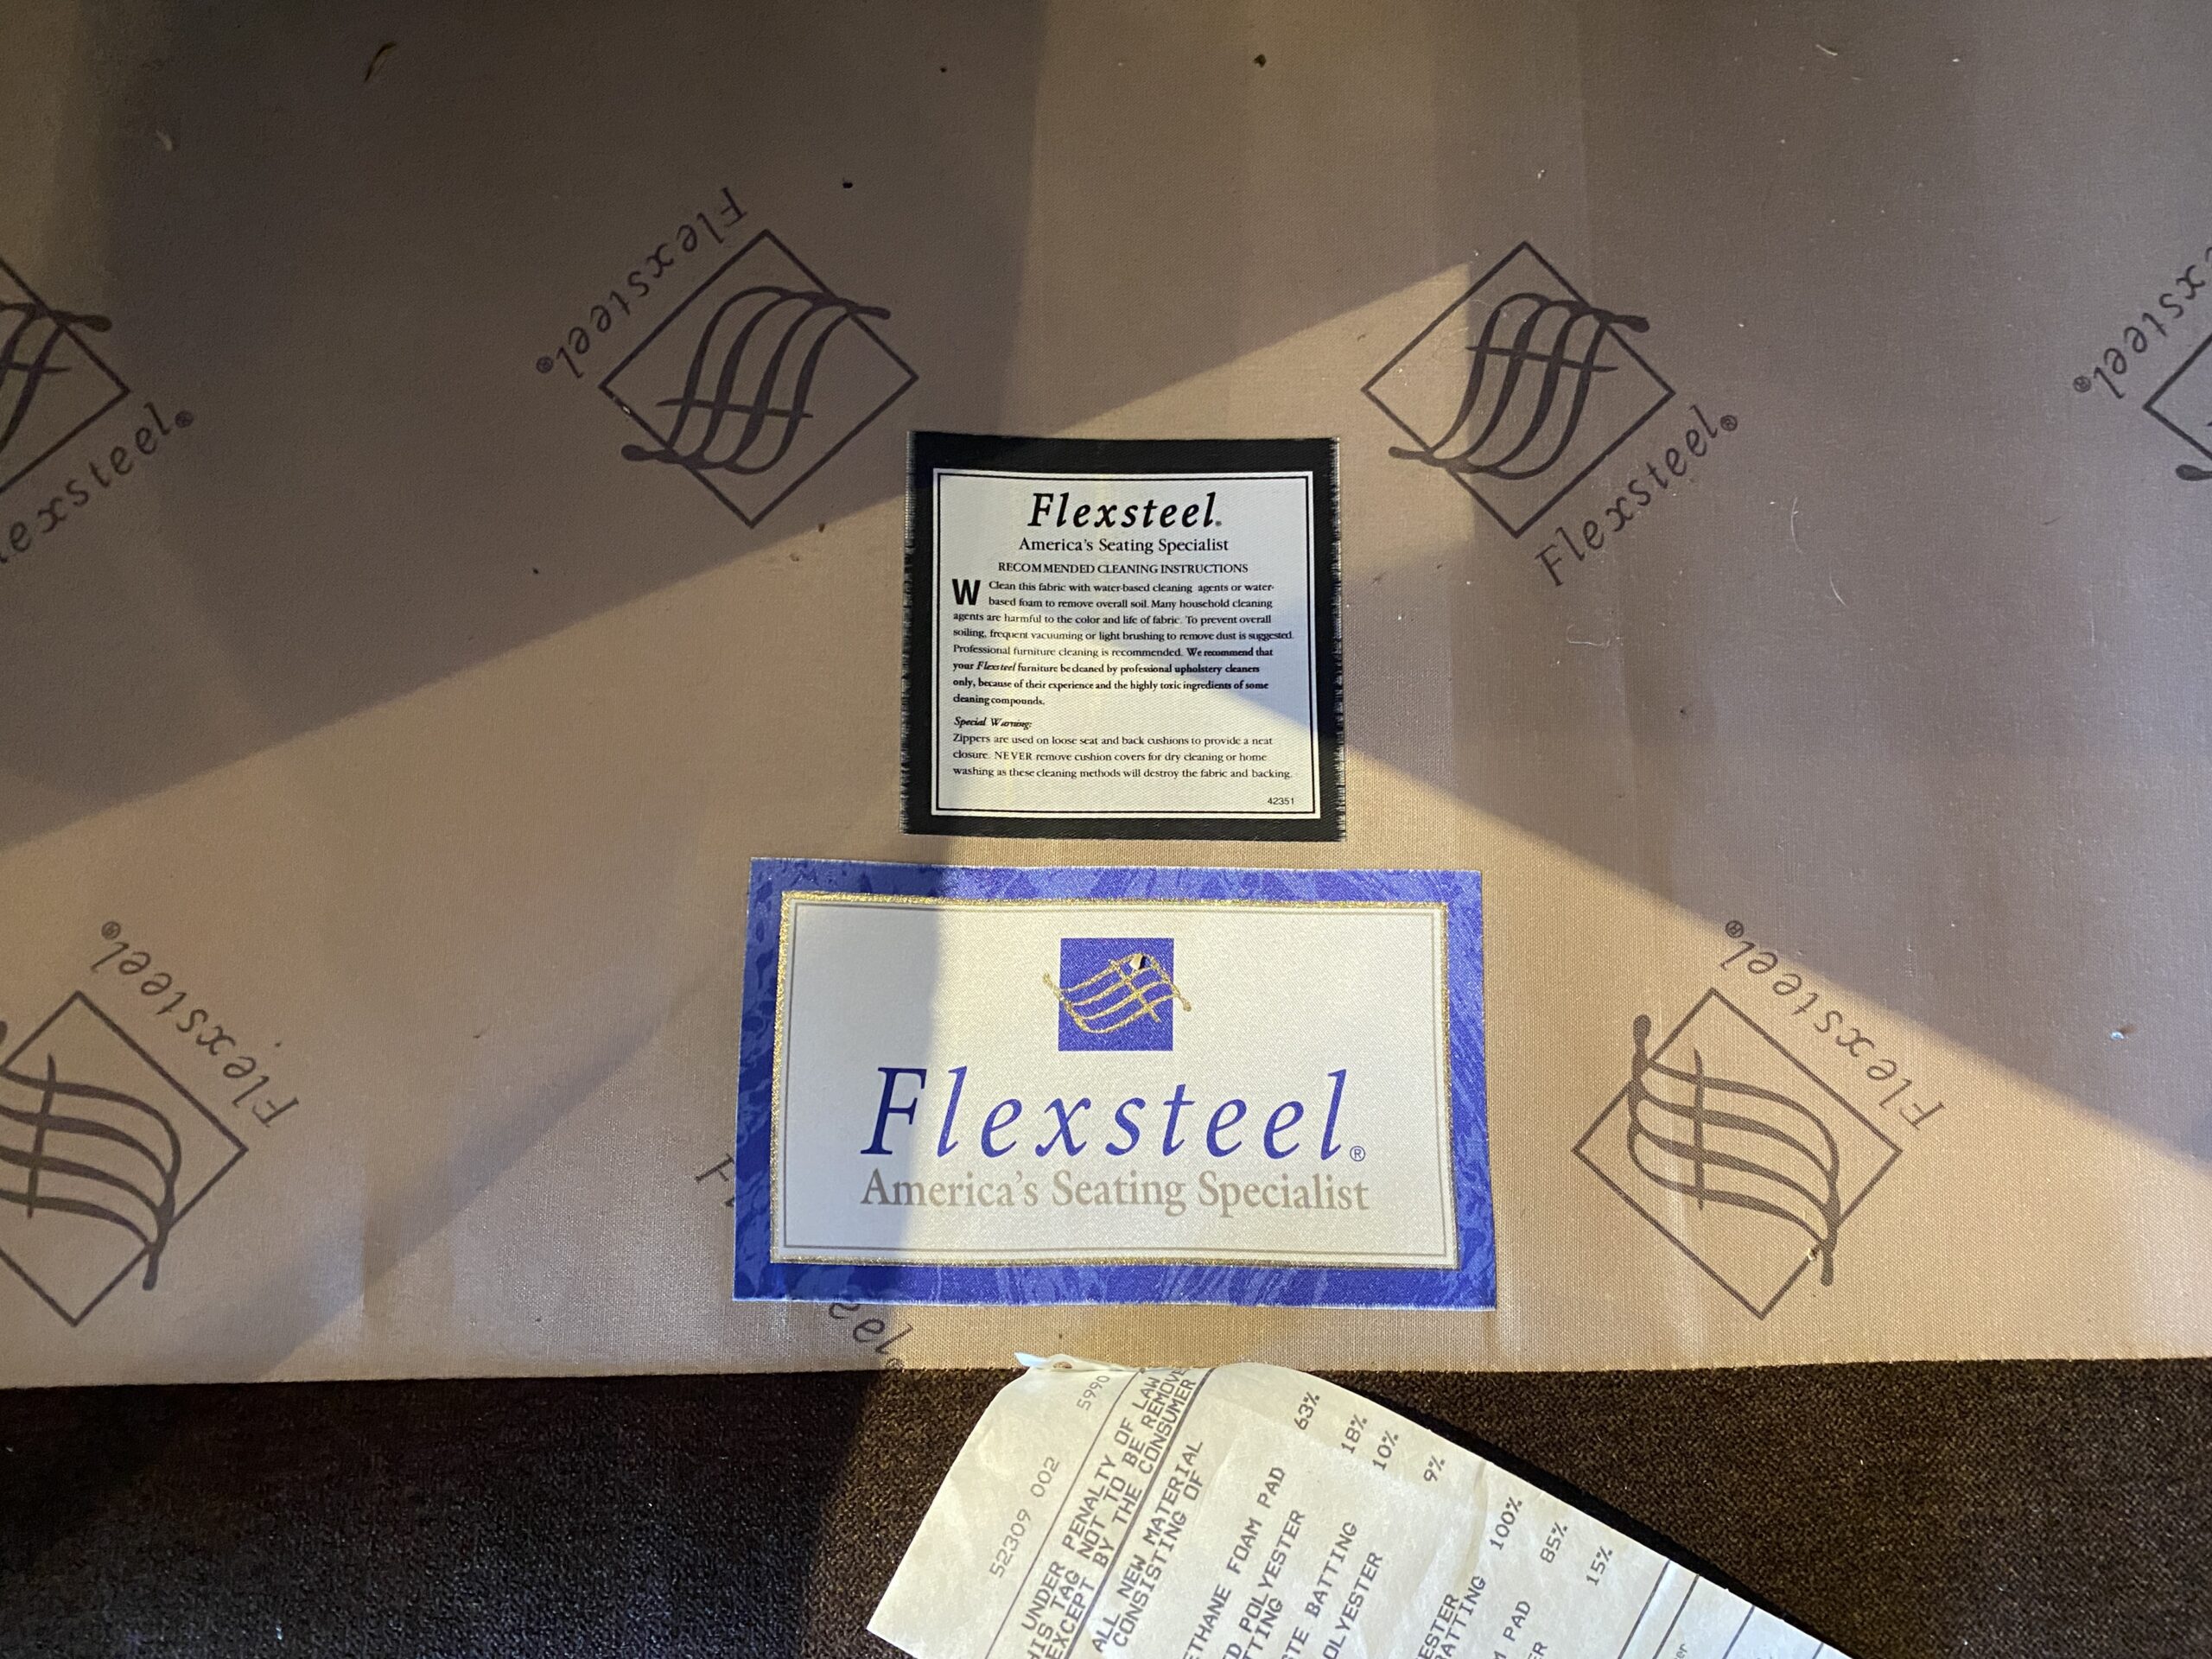 Flexsteel®
Flexsteel®
Flexsteel®
Flexsteel®
America's Seating Specialist
RECOMMENDED CLEANING INSTRUCTIONS
W Clean this fabric with water-based cleaning agents or water-
based foam to remove overall soil. Many household cleaning
agents are harmful to the color and life of fabric. To prevent overall
soiling, frequent vacuuming or light brushing to remove dust is suggested.
Professional furniture cleaning is recommended. We recommend that
your Flexsteel furniture be cleaned by professional upholstery cleaners
only, because of their experience and the highly toxic ingredients of some
cleaning compounds.
Special Warning:
Zippers are used on loose seat and back cushions to provide a neat
closure. NEVER remove cushion covers for dry cleaning or home
washing as these cleaning methods will destroy the fabric and backing.
42351
Flexsteel®
Flexsteel®
Flexsteel®
America's Seating Specialist
52309 002 5990
UNDER PENALTY OF LAW
TAG NOT TO BE
EXCEPT BY THE CONSUMER
ALL NEW MATERIAL
CONSISTING OF
FOAM PAD 63%
POLYESTER 18%
BATTING 10%
9%
100%
PAD 85%
15%